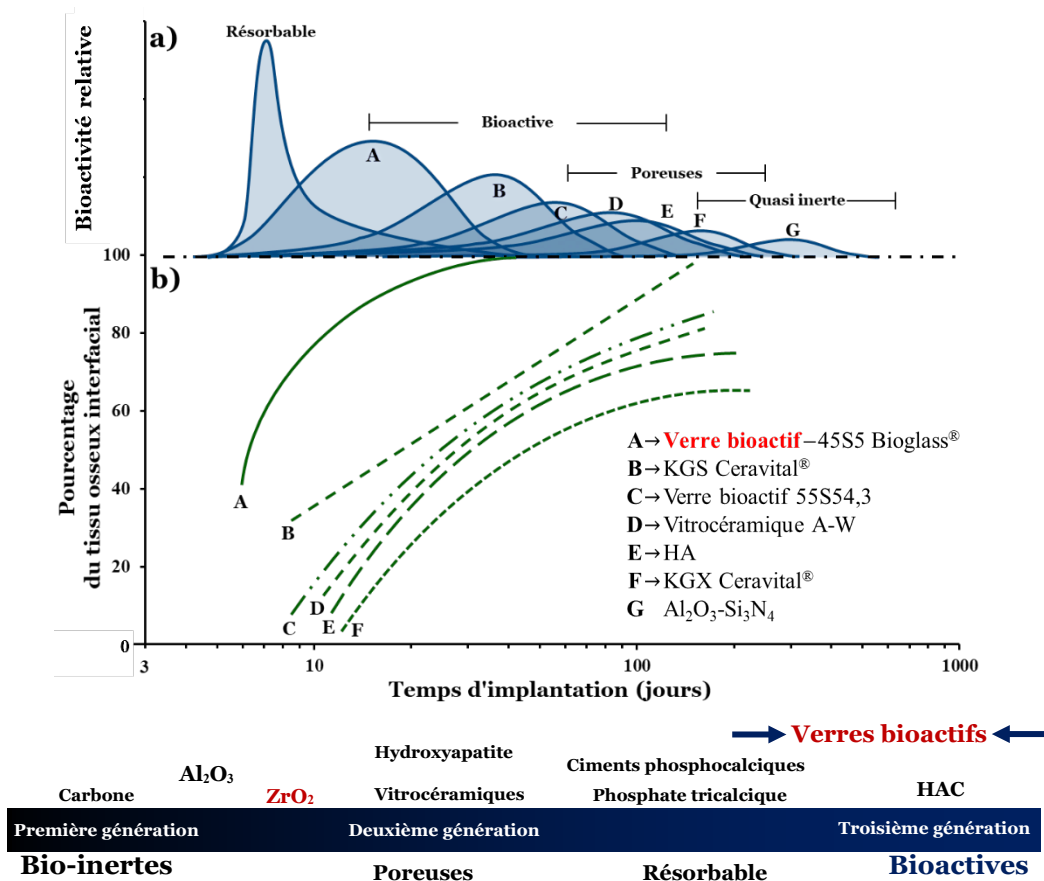 a)
Résorbable
Bioactivité relative
Bioactive
A
Poreuses
B
C
D
E
F
Quasi inerte
G
b)
Pourcentage
du tissu osseux interfacial
100
80
60
40
20
0
A
B
C
D
E
F
A→Verre bioactif–45S5 Bioglass®
B→KGS Ceravital®
C→Verre bioactif 55S54,3
D→Vitrocéramique A-W
E→HA
F→KGX Ceravital®
G Al₂O₃-Si₃N₄
3 10 100 1000
Temps d'implantation (jours)
Verres bioactifs
Hydroxyapatite
Ciments phosphocalciques
Al₂O₃
HAC
Carbone
ZrO₂
Vitrocéramiques
Phosphate tricalcique
Première génération
Deuxième génération
Troisième génération
Bio-inertes
Poreuses
Résorbable
Bioactives